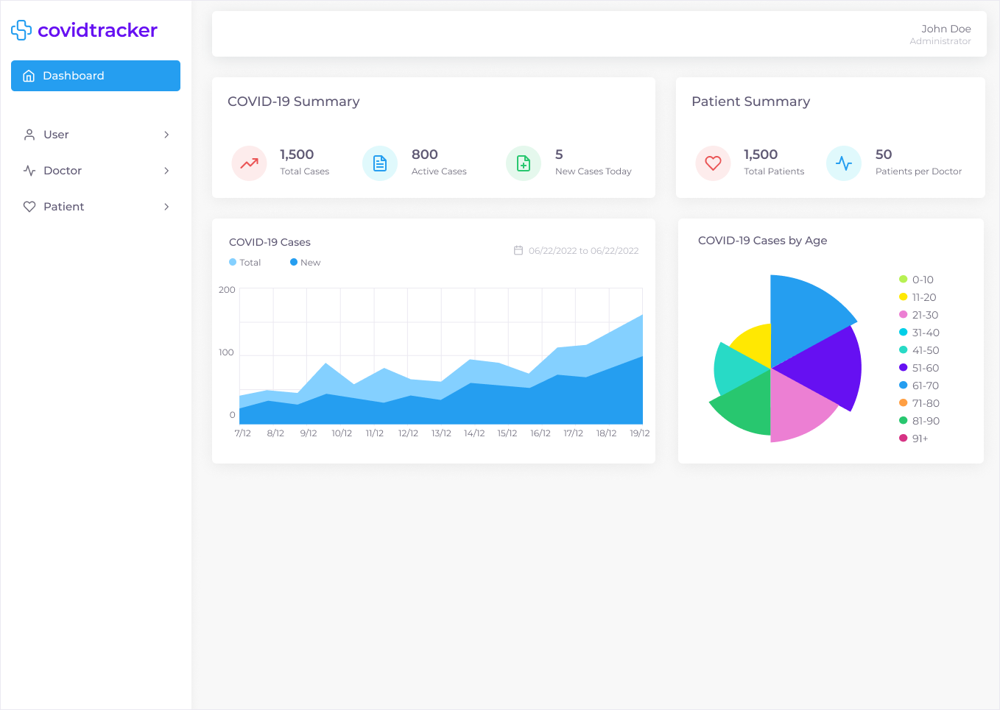 covidtracker
Dashboard
User
Doctor
Patient
John Doe
Administrator
COVID-19 Summary
1,500
Total Cases
800
Active Cases
5
New Cases Today
Patient Summary
1,500
Total Patients
50
Patients per Doctor
COVID-19 Cases
Total New
06/22/2022 to 06/22/2022
200
100
0
7/12 8/12 9/12 10/12 11/12 12/12 13/12 14/12 15/12 16/12 17/12 18/12 19/12
COVID-19 Cases by Age
0-10
11-20
21-30
31-40
41-50
51-60
61-70
71-80
81-90
91+